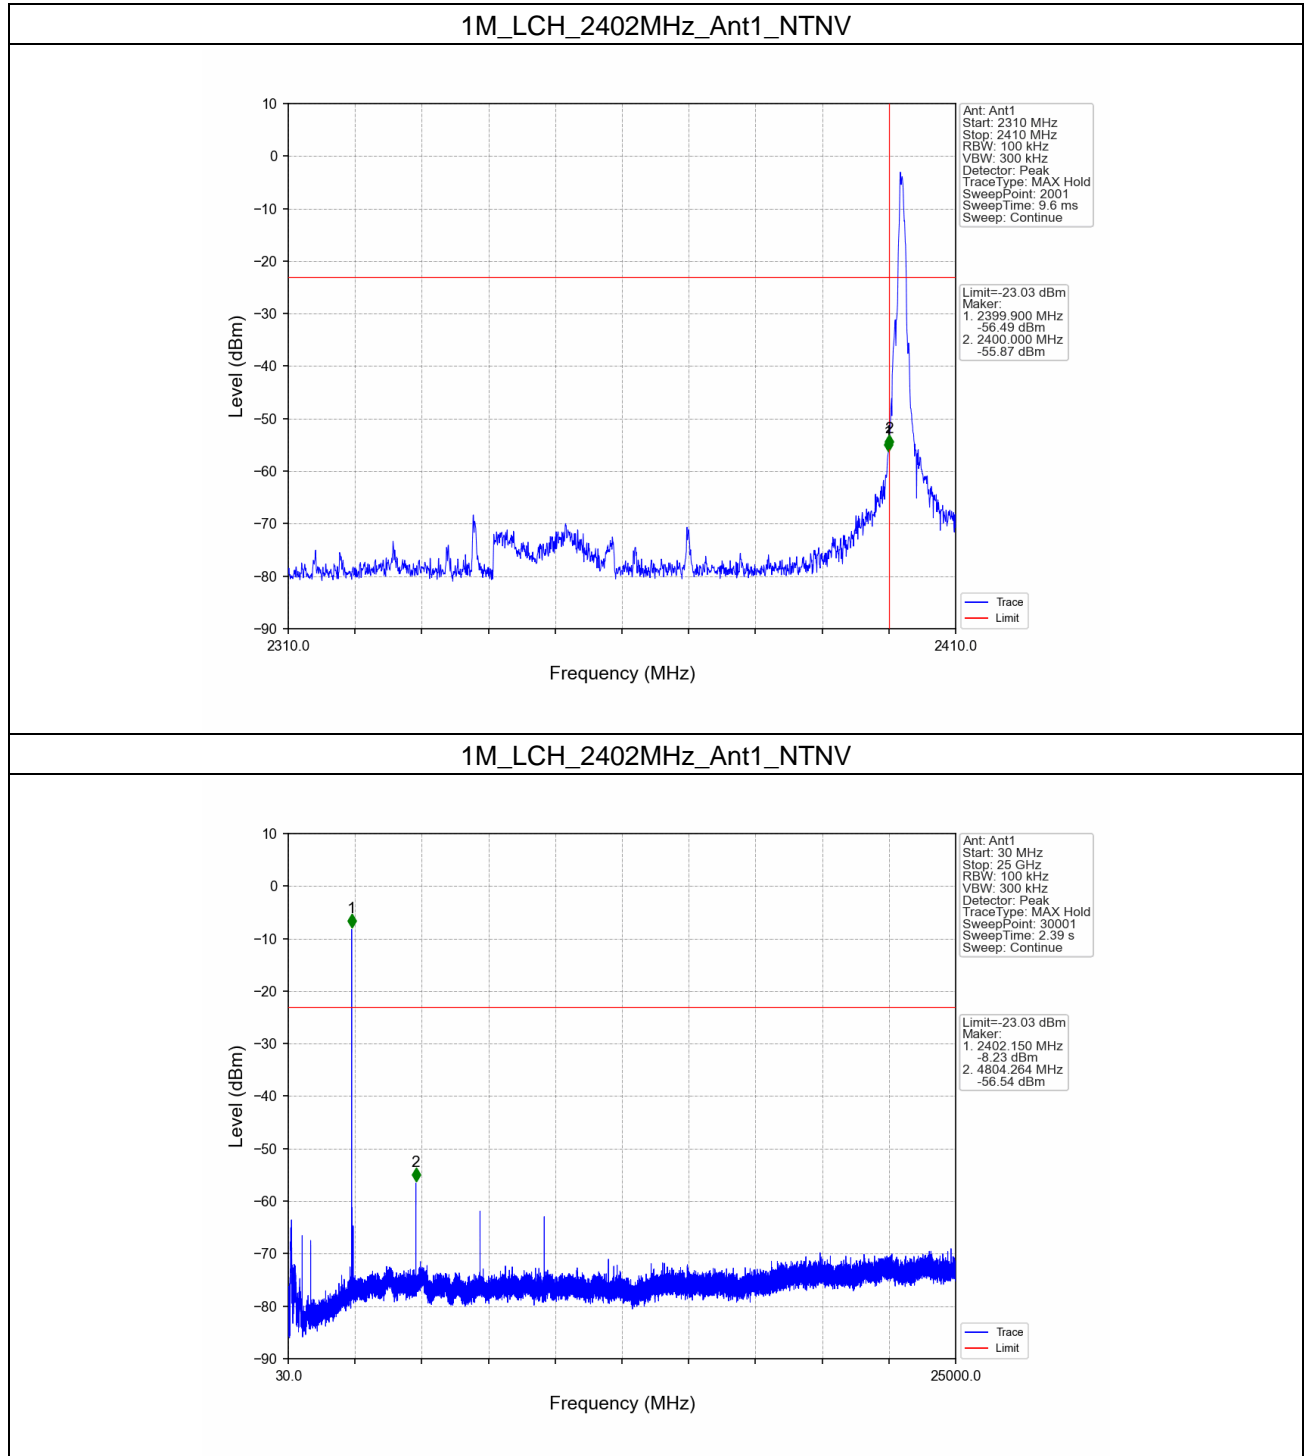 1M_LCH_2402MHz_Ant1_NTNV
10
0
−10
−20
−30
−40
−50
−60
−70
−80
−90
Level (dBm)
2310.0
2410.0
Frequency (MHz)
2
Ant: Ant1
Start: 2310 MHz
Stop: 2410 MHz
RBW: 100 kHz
VBW: 300 kHz
Detector: Peak
TraceType: MAX Hold
SweepPoint: 2001
SweepTime: 9.6 ms
Sweep: Continue
Limit=-23.03 dBm
Maker:
1. 2399.900 MHz
-56.49 dBm
2. 2400.000 MHz
-55.87 dBm
Trace
Limit
1M_LCH_2402MHz_Ant1_NTNV
10
0
−10
−20
−30
−40
−50
−60
−70
−80
−90
Level (dBm)
30.0
25000.0
Frequency (MHz)
1
2
Ant: Ant1
Start: 30 MHz
Stop: 25 GHz
RBW: 100 kHz
VBW: 300 kHz
Detector: Peak
TraceType: MAX Hold
SweepPoint: 30001
SweepTime: 2.39 s
Sweep: Continue
Limit=-23.03 dBm
Maker:
1. 2402.150 MHz
-8.23 dBm
2. 4804.264 MHz
-56.54 dBm
Trace
Limit